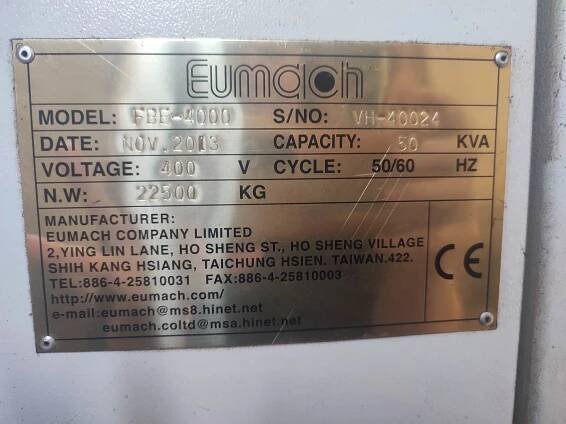 Eumach
MODEL: FBE-4000 S/NO: VH-40024
DATE: NOV.2013 CAPACITY: 50 KVA
VOLTAGE: 400 V CYCLE: 50/60 HZ
N.W: 22500 KG
MANUFACTURER:
EUMACH COMPANY LIMITED
2,YING LIN LANE, HO SHENG ST., HO SHENG VILLAGE
SHIH KANG HSIANG, TAICHUNG HSIEN. TAIWAN.422.
TEL:886-4-25810031 FAX:886-4-25810003
http://www.eumach.com/
e-mail:eumach@ms8.hinet.net
eumach.coltd@msa.hinet.net
CE